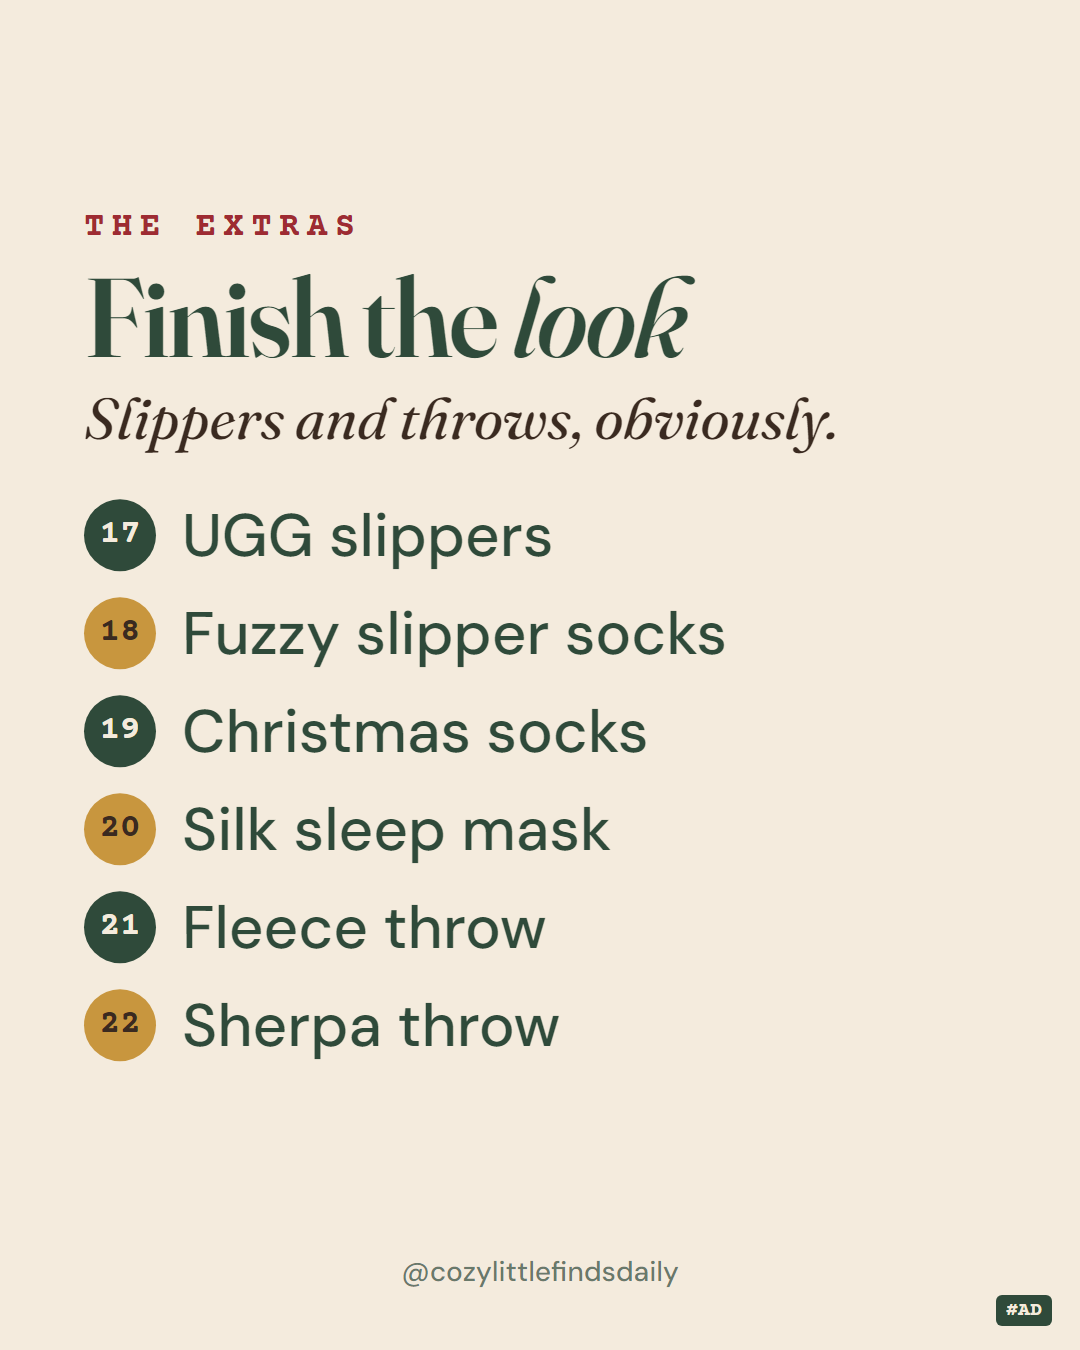 THE EXTRAS
Finish the look
Slippers and throws, obviously.
17 UGG slippers
18 Fuzzy slipper socks
19 Christmas socks
20 Silk sleep mask
21 Fleece throw
22 Sherpa throw
@cozylittlefindsdaily
#AD